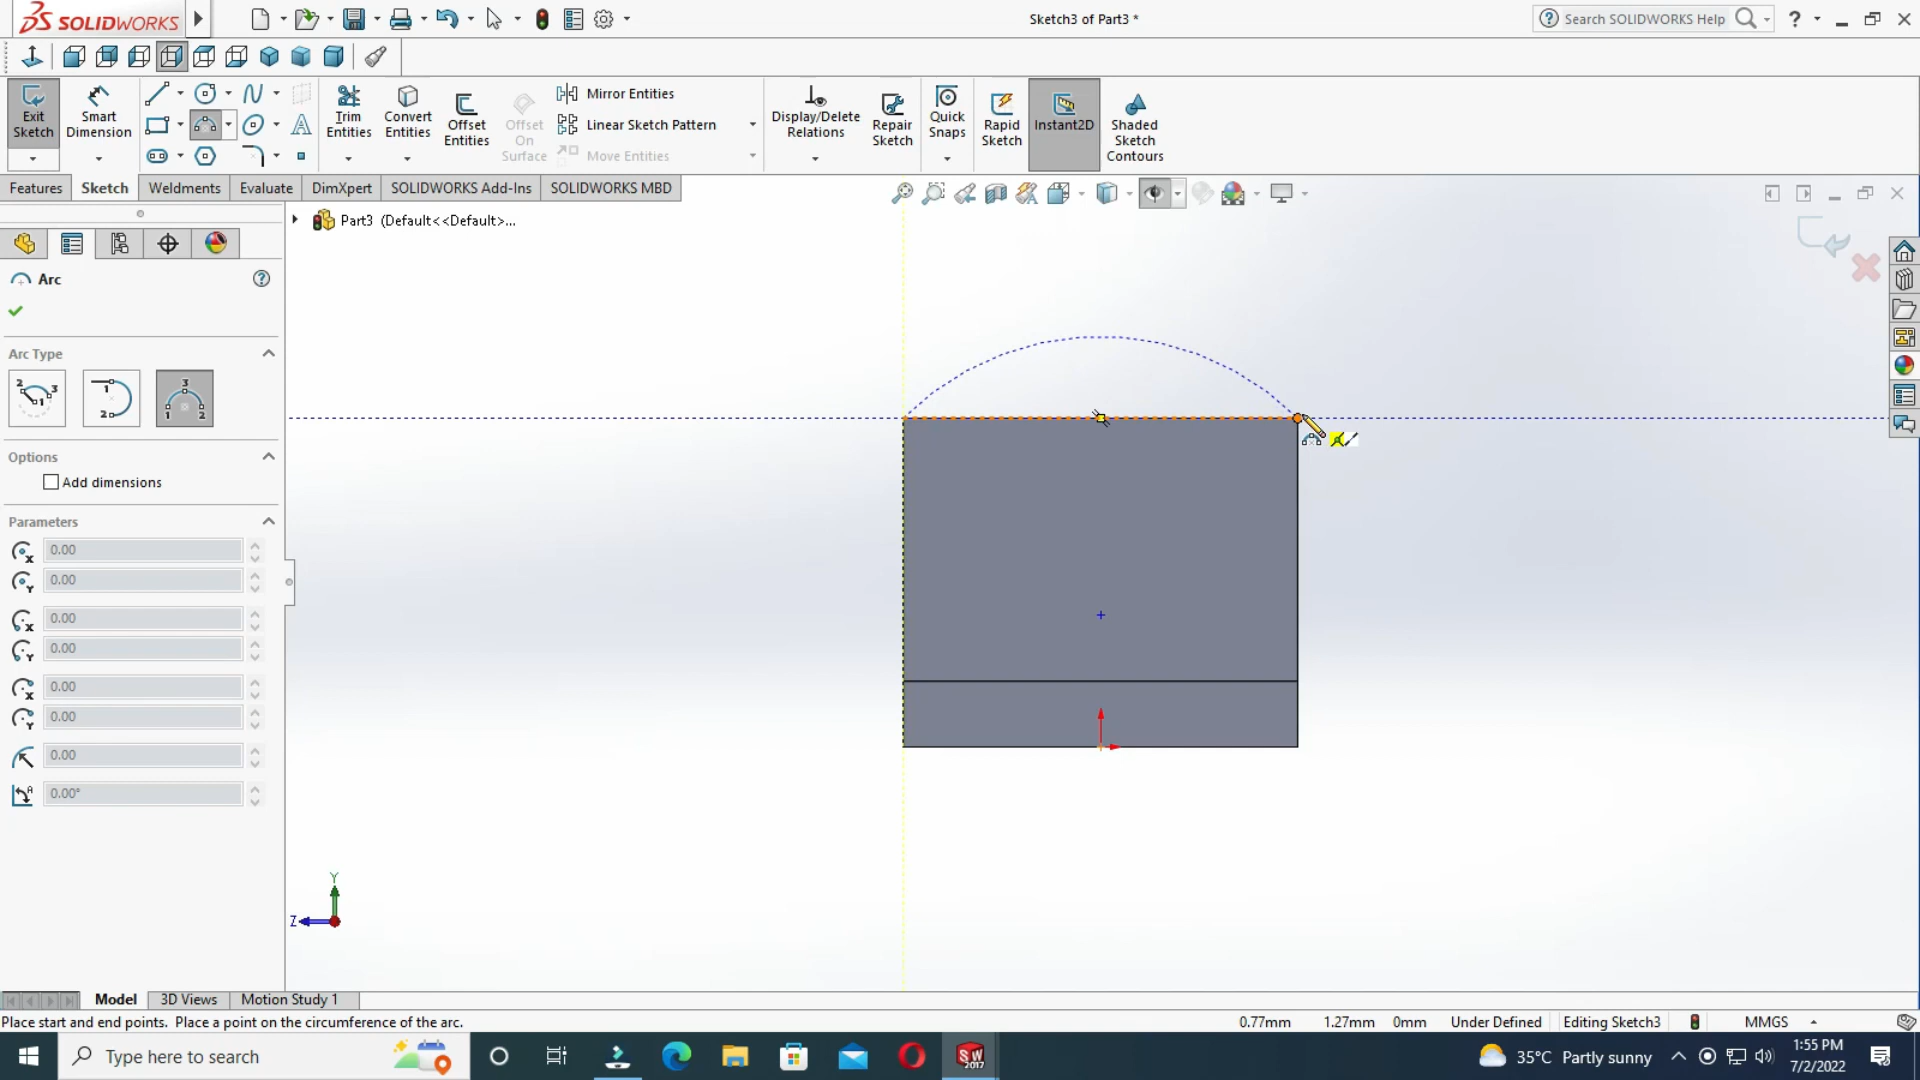 SOLIDWORKS
Sketch3 of Part3 *
Search SOLIDWORKS Help
?
Exit Sketch
Smart Dimension
Trim Entities
Convert Entities
Offset Entities
Offset On Surface
Mirror Entities
Linear Sketch Pattern
Move Entities
Display/Delete Relations
Repair Sketch
Quick Snaps
Rapid Sketch
Instant2D
Shaded Sketch Contours
Features
Sketch
Weldments
Evaluate
DimXpert
SOLIDWORKS Add-Ins
SOLIDWORKS MBD
Part3 (Default<<Default>...
Arc
?
Arc Type
Options
Add dimensions
Parameters
0.00
0.00
0.00
0.00
0.00
0.00
0.00
0.00°
Y
Z
Model
3D Views
Motion Study 1
Place start and end points. Place a point on the circumference of the arc.
0.77mm
1.27mm
0mm
Under Defined
Editing Sketch3
MMGS
Type here to search
SW
2017
35°C Partly sunny
1:55 PM
7/2/2022